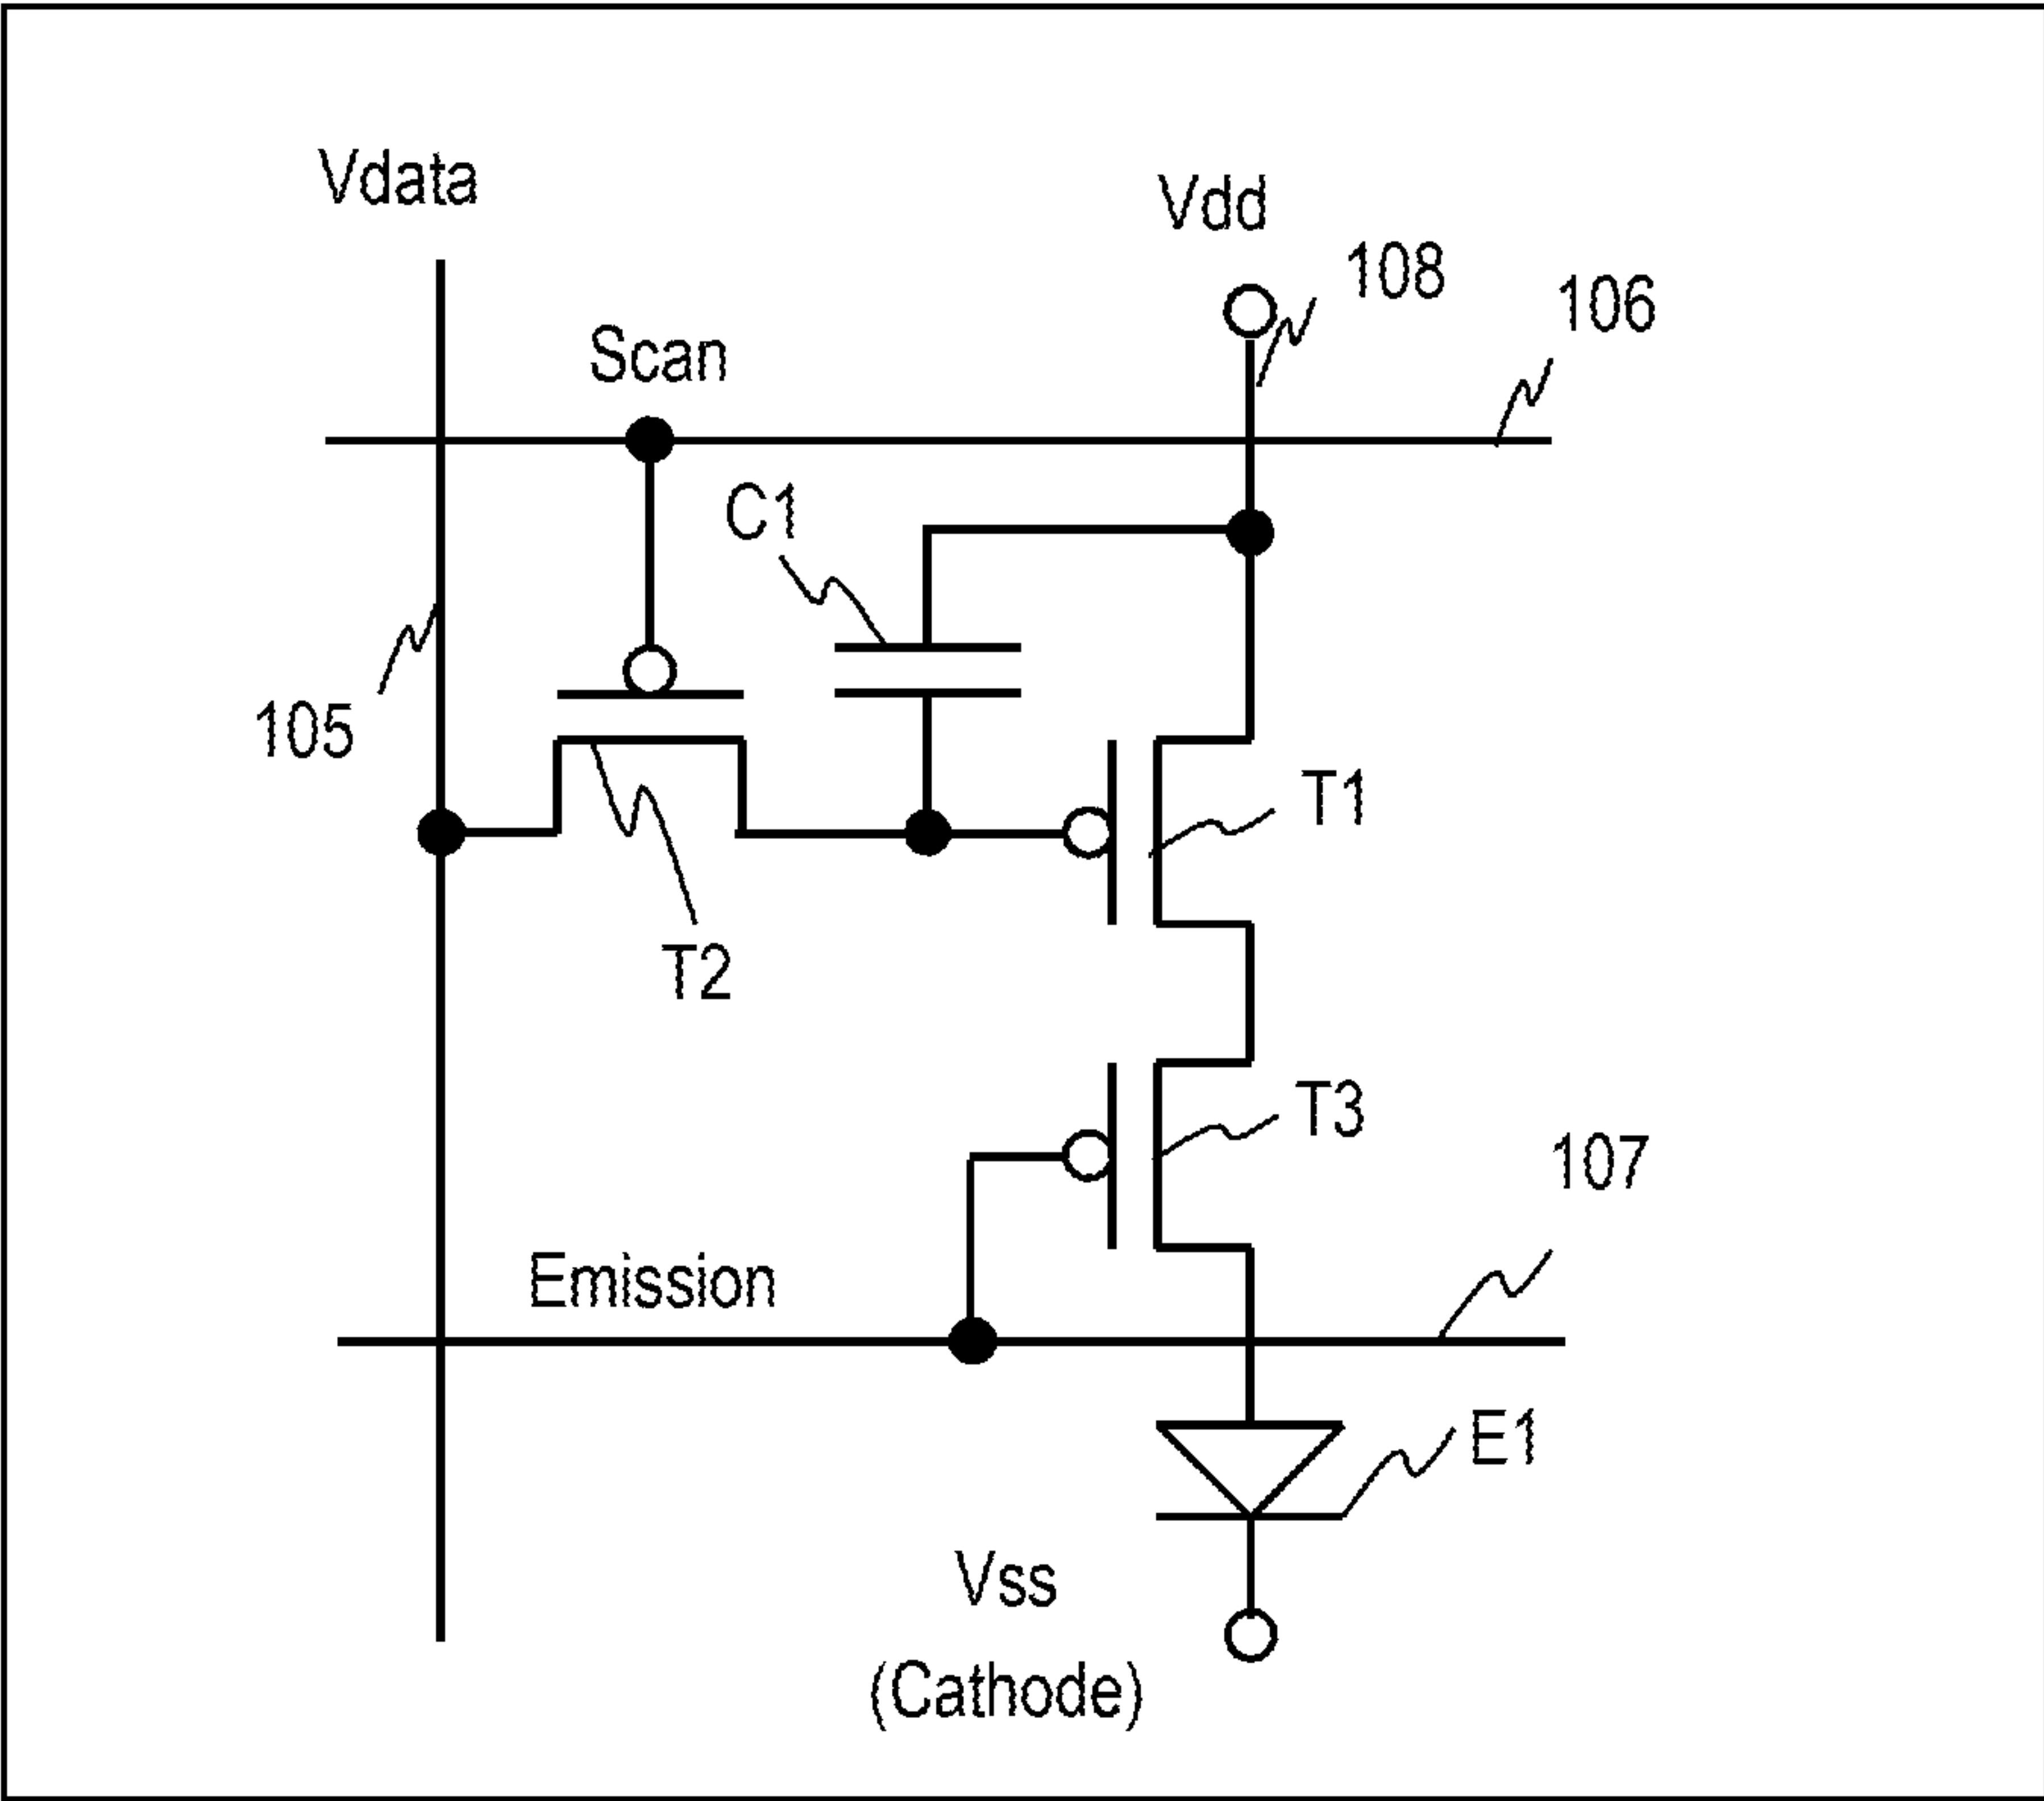 Vdata
Vdd
108
106
Scan
C1
105
T1
T2
T3
107
Emission
E1
Vss
(Cathode)